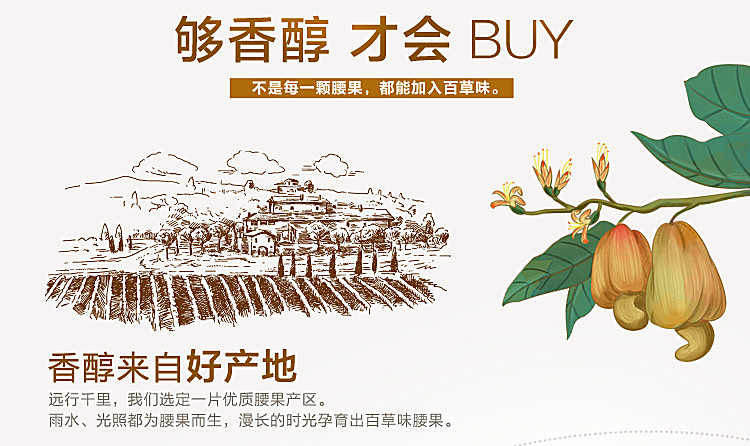 够香醇 才会 BUY
不是每一颗腰果，都能加入百草味。
香醇来自好产地
远行千里，我们选定一片优质腰果产区。
雨水、光照都为腰果而生，漫长的时光孕育出百草味腰果。